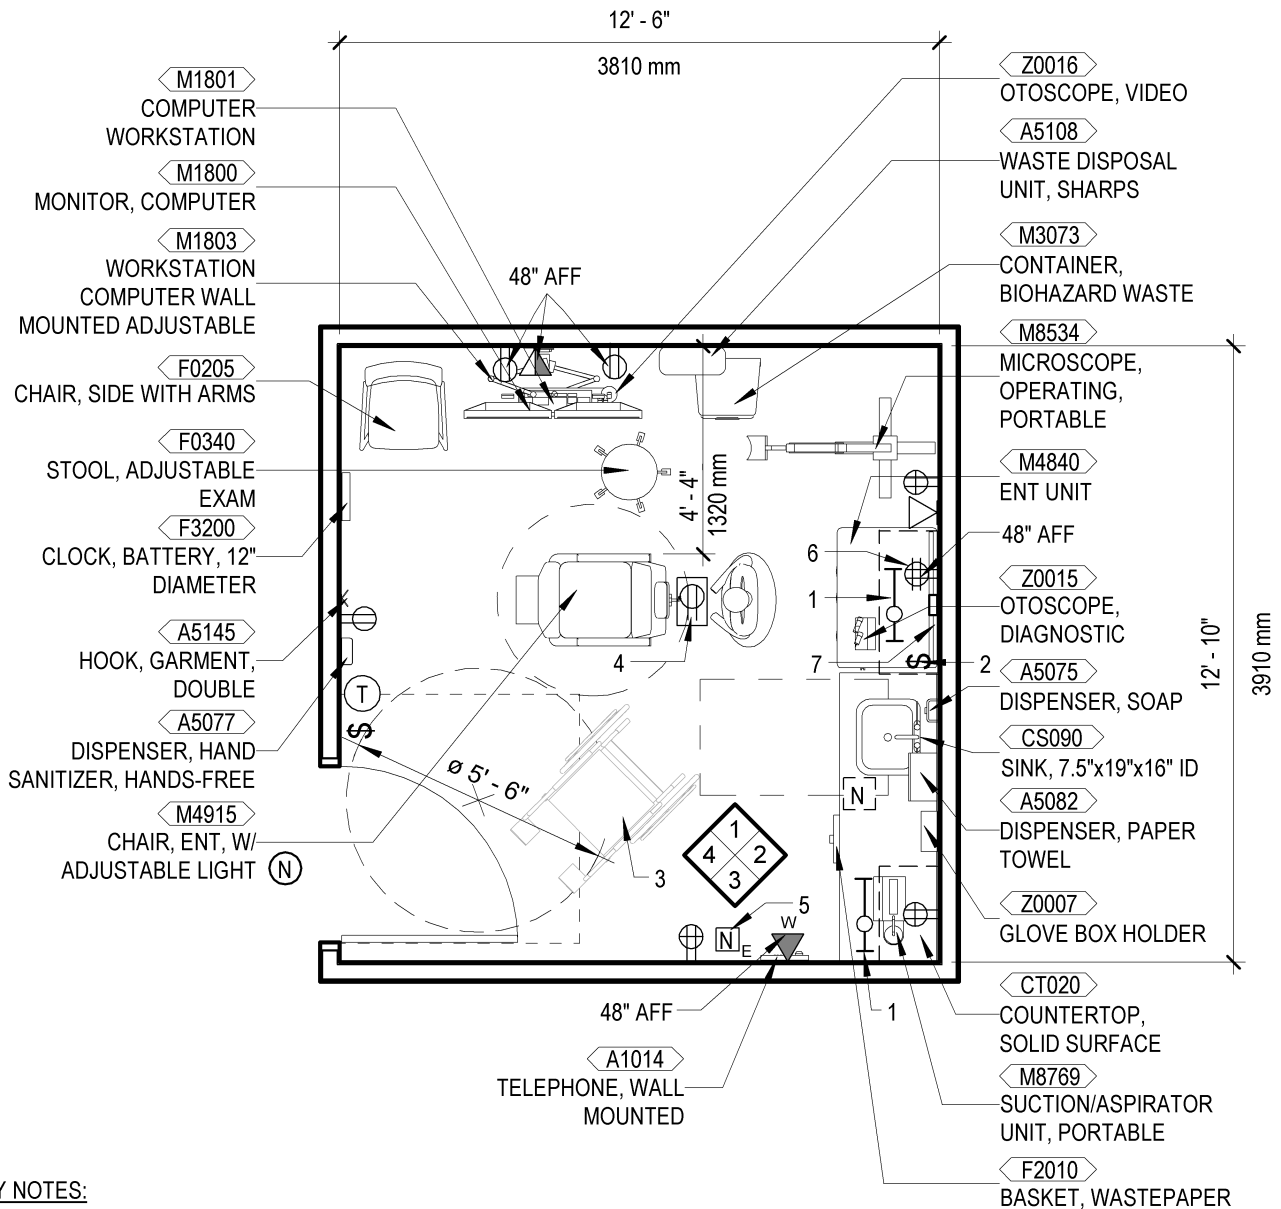 12' - 6"
3810 mm
M1801
COMPUTER
WORKSTATION
M1800
MONITOR, COMPUTER
M1803
WORKSTATION
COMPUTER WALL
MOUNTED ADJUSTABLE
F0205
CHAIR, SIDE WITH ARMS
F0340
STOOL, ADJUSTABLE
EXAM
F3200
CLOCK, BATTERY, 12"
DIAMETER
A5145
HOOK, GARMENT,
DOUBLE
A5077
DISPENSER, HAND
SANITIZER, HANDS-FREE
M4915
CHAIR, ENT, W/
ADJUSTABLE LIGHT
N
48" AFF
4' - 4"
1320 mm
6
1
7
2
4
T
$
$
ø 5' - 6"
3
N
1
4 2
3
5
N
E
W
48" AFF
1
A1014
TELEPHONE, WALL
MOUNTED
Z0016
OTOSCOPE, VIDEO
A5108
WASTE DISPOSAL
UNIT, SHARPS
M3073
CONTAINER,
BIOHAZARD WASTE
M8534
MICROSCOPE,
OPERATING,
PORTABLE
M4840
ENT UNIT
48" AFF
Z0015
OTOSCOPE,
DIAGNOSTIC
A5075
DISPENSER, SOAP
CS090
SINK, 7.5"x19"x16" ID
A5082
DISPENSER, PAPER
TOWEL
Z0007
GLOVE BOX HOLDER
CT020
COUNTERTOP,
SOLID SURFACE
M8769
SUCTION/ASPIRATOR
UNIT, PORTABLE
F2010
BASKET, WASTEPAPER
12' - 10"
3910 mm
Y NOTES: